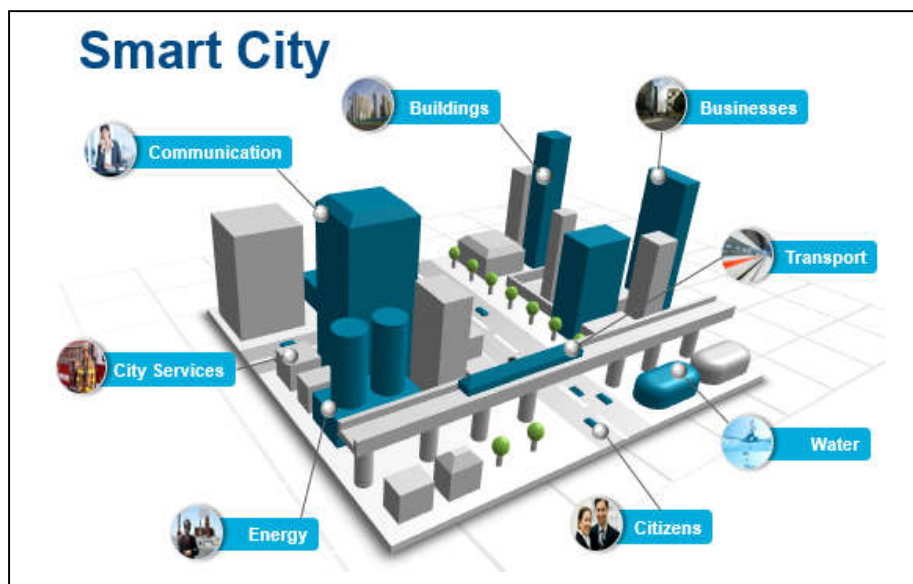 Smart City
Buildings
Businesses
Communication
Transport
City Services
Water
Energy
Citizens